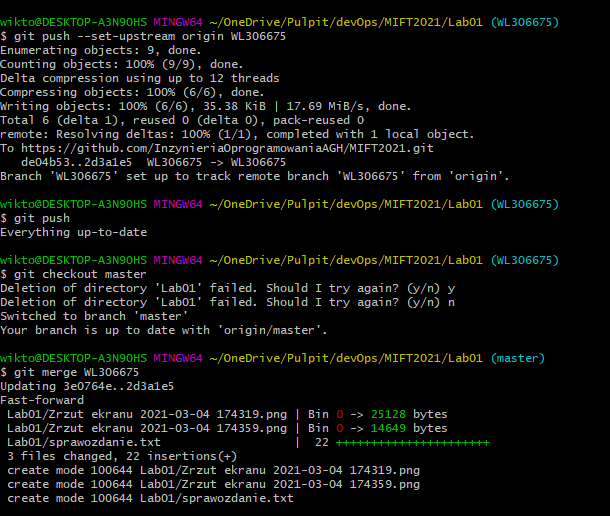 wikto@DESKTOP-A3N9OHS MINGW64 ~/OneDrive/Pulpit/devOps/MIFT2021/Lab01 (WL306675)
$ git push --set-upstream origin WL306675
Enumerating objects: 9, done.
Counting objects: 100% (9/9), done.
Delta compression using up to 12 threads
Compressing objects: 100% (6/6), done.
Writing objects: 100% (6/6), 35.38 KiB | 17.69 MiB/s, done.
Total 6 (delta 1), reused 0 (delta 0), pack-reused 0
remote: Resolving deltas: 100% (1/1), completed with 1 local object.
To https://github.com/InzynieriaOprogramowaniaAGH/MIFT2021.git
   de04b53..2d3a1e5  WL306675 -> WL306675
Branch 'WL306675' set up to track remote branch 'WL306675' from 'origin'.
wikto@DESKTOP-A3N9OHS MINGW64 ~/OneDrive/Pulpit/devOps/MIFT2021/Lab01 (WL306675)
$ git push
Everything up-to-date
wikto@DESKTOP-A3N9OHS MINGW64 ~/OneDrive/Pulpit/devOps/MIFT2021/Lab01 (WL306675)
$ git checkout master
Deletion of directory 'Lab01' failed. Should I try again? (y/n) y
Deletion of directory 'Lab01' failed. Should I try again? (y/n) n
Switched to branch 'master'
Your branch is up to date with 'origin/master'.
wikto@DESKTOP-A3N9OHS MINGW64 ~/OneDrive/Pulpit/devOps/MIFT2021/Lab01 (master)
$ git merge WL306675
Updating 3e0764e..2d3a1e5
Fast-forward
 Lab01/Zrzut ekranu 2021-03-04 174319.png | Bin 0 -> 25128 bytes
 Lab01/Zrzut ekranu 2021-03-04 174359.png | Bin 0 -> 14649 bytes
 Lab01/sprawozdanie.txt                   |  22 ++++++++++++++++++++++
 3 files changed, 22 insertions(+)
 create mode 100644 Lab01/Zrzut ekranu 2021-03-04 174319.png
 create mode 100644 Lab01/Zrzut ekranu 2021-03-04 174359.png
 create mode 100644 Lab01/sprawozdanie.txt